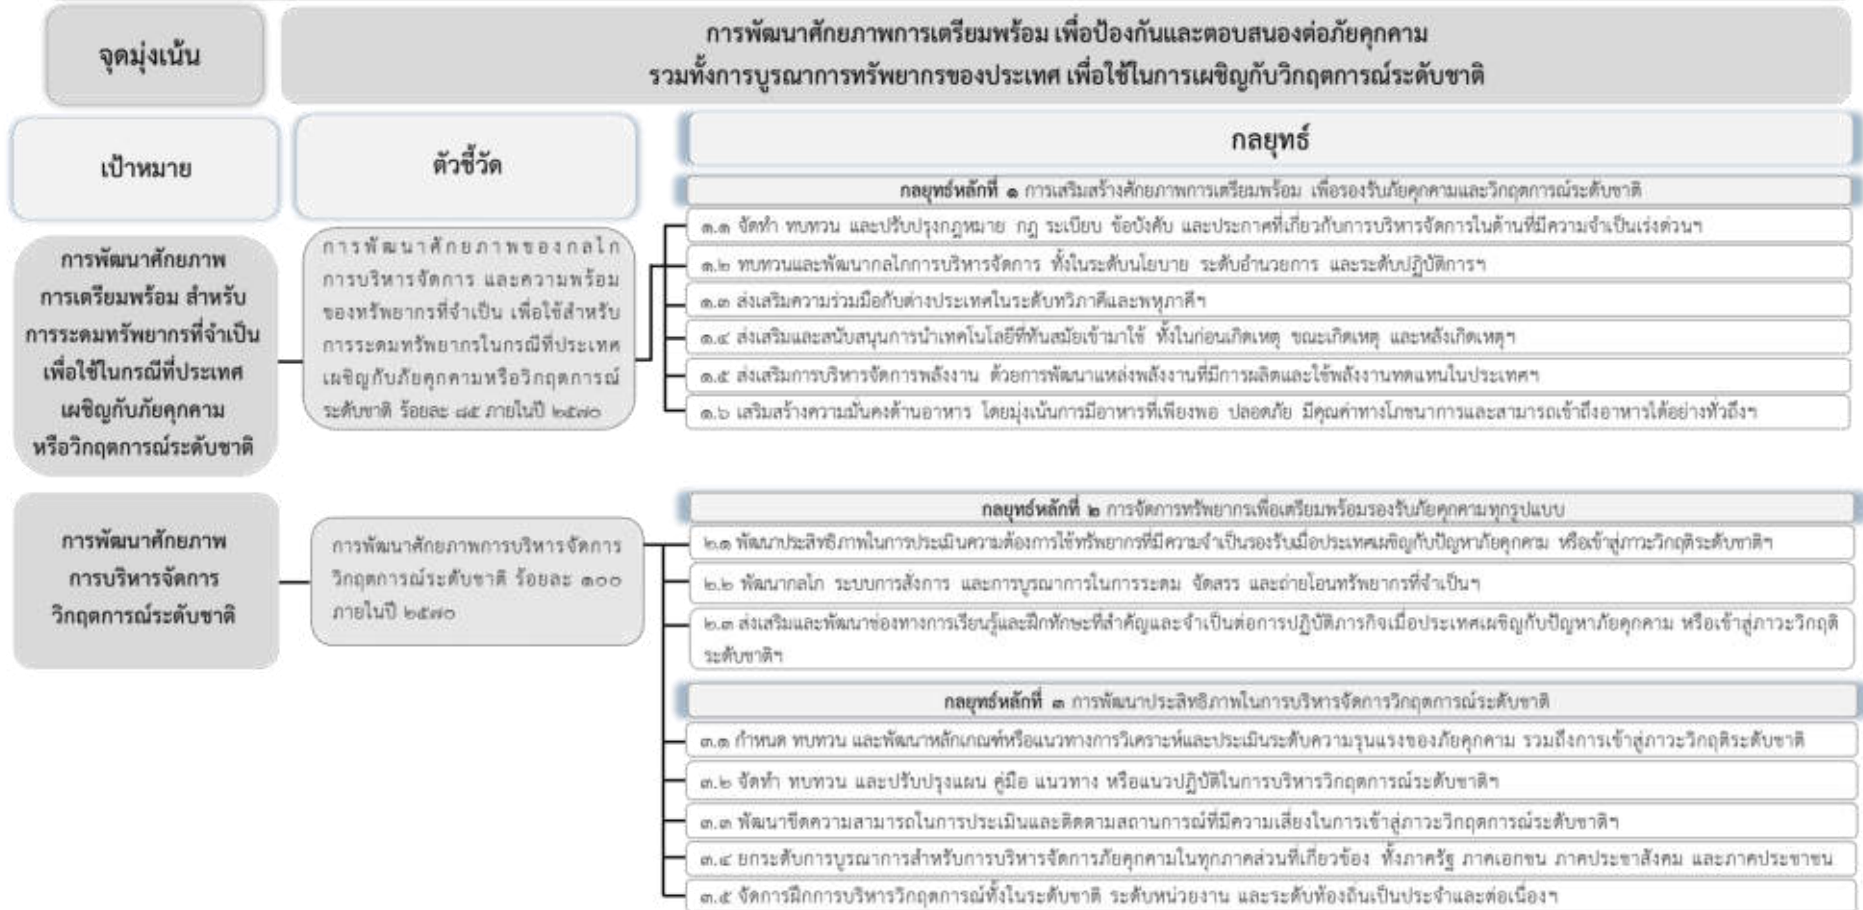 จุดมุ่งเน้น
การพัฒนาศักยภาพการเตรียมพร้อม เพื่อป้องกันและตอบสนองต่อภัยคุกคาม
รวมทั้งการบูรณาการทรัพยากรของประเทศ เพื่อใช้ในการเผชิญกับวิกฤตการณ์ระดับชาติ
เป้าหมาย
ตัวชี้วัด
กลยุทธ์
การพัฒนาศักยภาพ
การเตรียมพร้อม สำหรับ
การระดมทรัพยากรที่จำเป็น
เพื่อใช้ในกรณีที่ประเทศ
เผชิญกับภัยคุกคาม
หรือวิกฤตการณ์ระดับชาติ
การพัฒนาศักยภาพของกลไก
การบริหารจัดการ และความพร้อม
ของทรัพยากรที่จำเป็น เพื่อใช้สำหรับ
การระดมทรัพยากรในกรณีที่ประเทศ
เผชิญกับภัยคุกคามหรือวิกฤตการณ์
ระดับชาติ ร้อยละ ๘๕ ภายในปี ๒๕๗๐
กลยุทธ์หลักที่ ๑ การเสริมสร้างศักยภาพการเตรียมพร้อม เพื่อรองรับภัยคุกคามและวิกฤตการณ์ระดับชาติ
๑.๑ จัดทำ ทบทวน และปรับปรุงกฎหมาย กฎ ระเบียบ ข้อบังคับ และประกาศที่เกี่ยวกับการบริหารจัดการในด้านที่มีความจำเป็นเร่งด่วนฯ
๑.๒ ทบทวนและพัฒนากลไกการบริหารจัดการ ทั้งในระดับนโยบาย ระดับอำนวยการ และระดับปฏิบัติการฯ
๑.๓ ส่งเสริมความร่วมมือกับต่างประเทศในระดับทวิภาคีและพหุภาคีฯ
๑.๔ ส่งเสริมและสนับสนุนการนำเทคโนโลยีที่ทันสมัยเข้ามาใช้ ทั้งในก่อนเกิดเหตุ ขณะเกิดเหตุ และหลังเกิดเหตุฯ
๑.๕ ส่งเสริมการบริหารจัดการพลังงาน ด้วยการพัฒนาแหล่งพลังงานที่มีการผลิตและใช้พลังงานทดแทนในประเทศฯ
๑.๖ เสริมสร้างความมั่นคงด้านอาหาร โดยมุ่งเน้นการมีอาหารที่เพียงพอ ปลอดภัย มีคุณค่าทางโภชนาการและสามารถเข้าถึงอาหารได้อย่างทั่วถึงฯ
การพัฒนาศักยภาพ
การบริหารจัดการ
วิกฤตการณ์ระดับชาติ
การพัฒนาศักยภาพการบริหารจัดการ
วิกฤตการณ์ระดับชาติ ร้อยละ ๑๐๐
ภายในปี ๒๕๗๐
กลยุทธ์หลักที่ ๒ การจัดการทรัพยากรเพื่อเตรียมพร้อมรองรับภัยคุกคามทุกรูปแบบ
๒.๑ พัฒนาประสิทธิภาพในการประเมินความต้องการใช้ทรัพยากรที่มีความจำเป็นรองรับเมื่อประเทศเผชิญกับปัญหาภัยคุกคาม หรือเข้าสู่ภาวะวิกฤติระดับชาติฯ
๒.๒ พัฒนากลไก ระบบการสั่งการ และการบูรณาการในการระดม จัดสรร และถ่ายโอนทรัพยากรที่จำเป็นฯ
๒.๓ ส่งเสริมและพัฒนาช่องทางการเรียนรู้และฝึกทักษะที่สำคัญและจำเป็นต่อการปฏิบัติภารกิจเมื่อประเทศเผชิญกับปัญหาภัยคุกคาม หรือเข้าสู่ภาวะวิกฤติ
ระดับชาติฯ
กลยุทธ์หลักที่ ๓ การพัฒนาประสิทธิภาพในการบริหารจัดการวิกฤตการณ์ระดับชาติ
๓.๑ กำหนด ทบทวน และพัฒนาหลักเกณฑ์หรือแนวทางการวิเคราะห์และประเมินระดับความรุนแรงของภัยคุกคาม รวมถึงการเข้าสู่ภาวะวิกฤติระดับชาติ
๓.๒ จัดทำ ทบทวน และปรับปรุงแผน คู่มือ แนวทาง หรือแนวปฏิบัติในการบริหารวิกฤตการณ์ระดับชาติฯ
๓.๓ พัฒนาขีดความสามารถในการประเมินและติดตามสถานการณ์ที่มีความเสี่ยงในการเข้าสู่ภาวะวิกฤตการณ์ระดับชาติฯ
๓.๔ ยกระดับการบูรณาการสำหรับการบริหารจัดการภัยคุกคามในทุกภาคส่วนที่เกี่ยวข้อง ทั้งภาครัฐ ภาคเอกชน ภาคประชาสังคม และภาคประชาชน
๓.๕ จัดการฝึกการบริหารวิกฤตการณ์ทั้งในระดับชาติ ระดับหน่วยงาน และระดับท้องถิ่นเป็นประจำและต่อเนื่องฯ